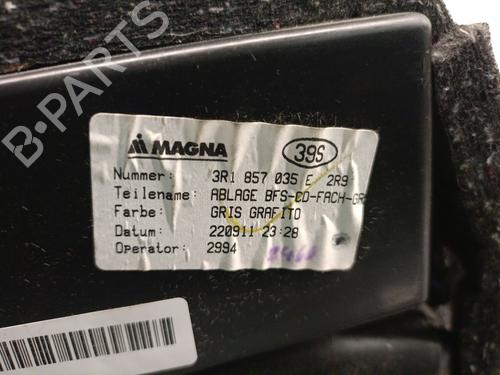 MAGNA 39S
Nummer: 3R1 857 035 E 2R9
Teilename: ABLAGE BFS-CD-FACH-GR
Farbe: GRIS GRAFITO
Datum: 220911 23:28
Operator: 2994
B-PARTS